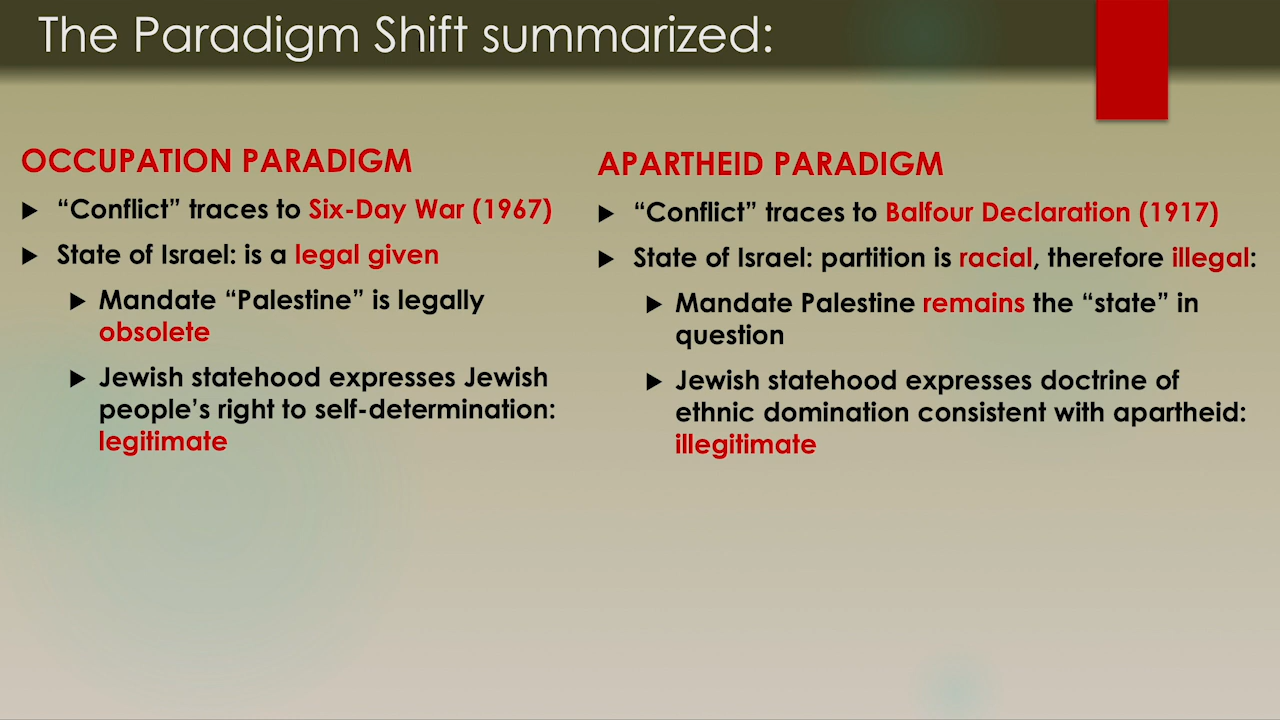 The Paradigm Shift summarized:
OCCUPATION PARADIGM
“Conflict” traces to Six-Day War (1967)
State of Israel: is a legal given
Mandate “Palestine” is legally
obsolete
Jewish statehood expresses Jewish
people’s right to self-determination:
legitimate
APARTHEID PARADIGM
“Conflict” traces to Balfour Declaration (1917)
State of Israel: partition is racial, therefore illegal:
Mandate Palestine remains the “state” in
question
Jewish statehood expresses doctrine of
ethnic domination consistent with apartheid:
illegitimate